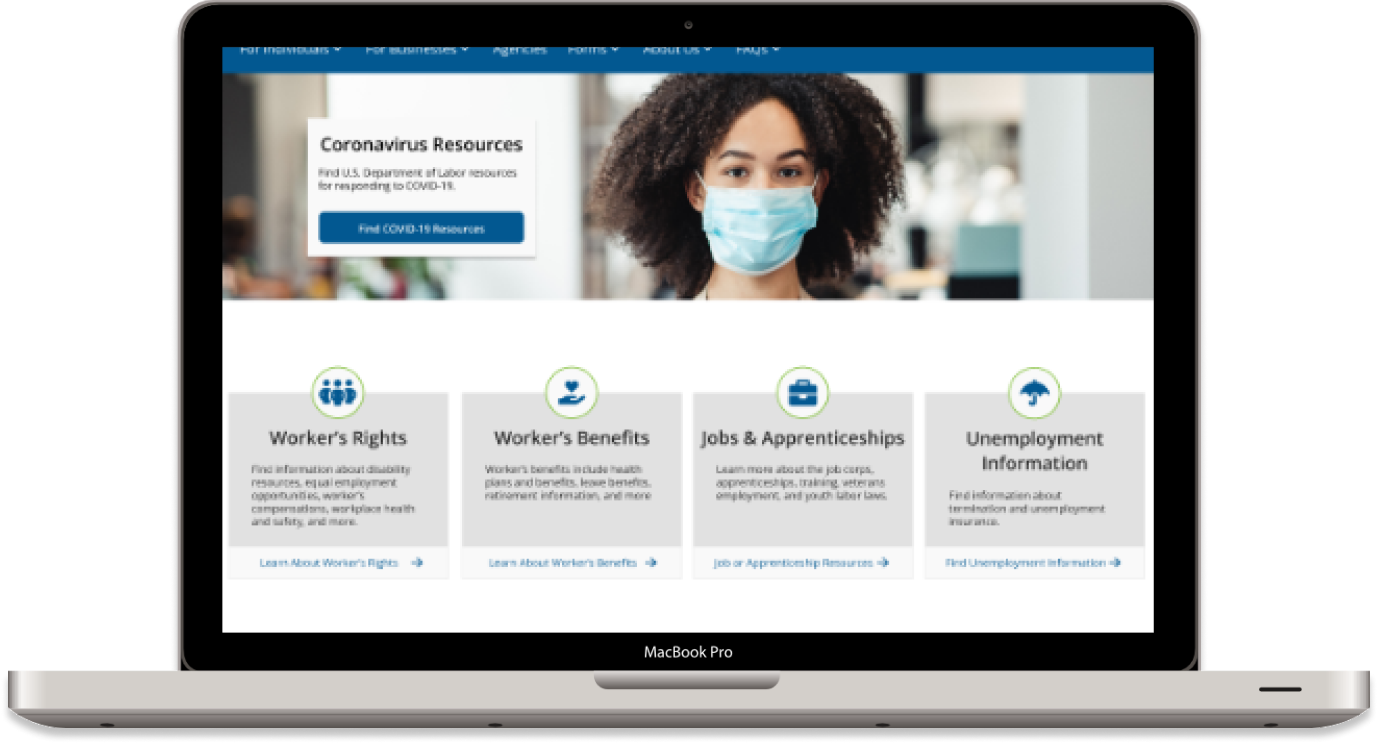 For Individuals For Businesses Agencies Forms About Us FAQs
Coronavirus Resources
Find U.S. Department of Labor resources
for responding to COVID-19.
Find COVID-19 Resources
Worker's Rights
Find information about disability
resources, equal employment
opportunities, worker's
compensations, workplace health
and safety, and more.
Learn About Worker's Rights
Worker's Benefits
Worker's benefits include health
plans and benefits, leave benefits,
retirement information, and more
Learn About Worker's Benefits
Jobs & Apprenticeships
Learn more about the job corps,
apprenticeships, training, veterans
employment, and youth labor laws.
Job or Apprenticeship Resources
Unemployment
Information
Find information about
termination and unemployment
insurance.
Find Unemployment Information
MacBook Pro